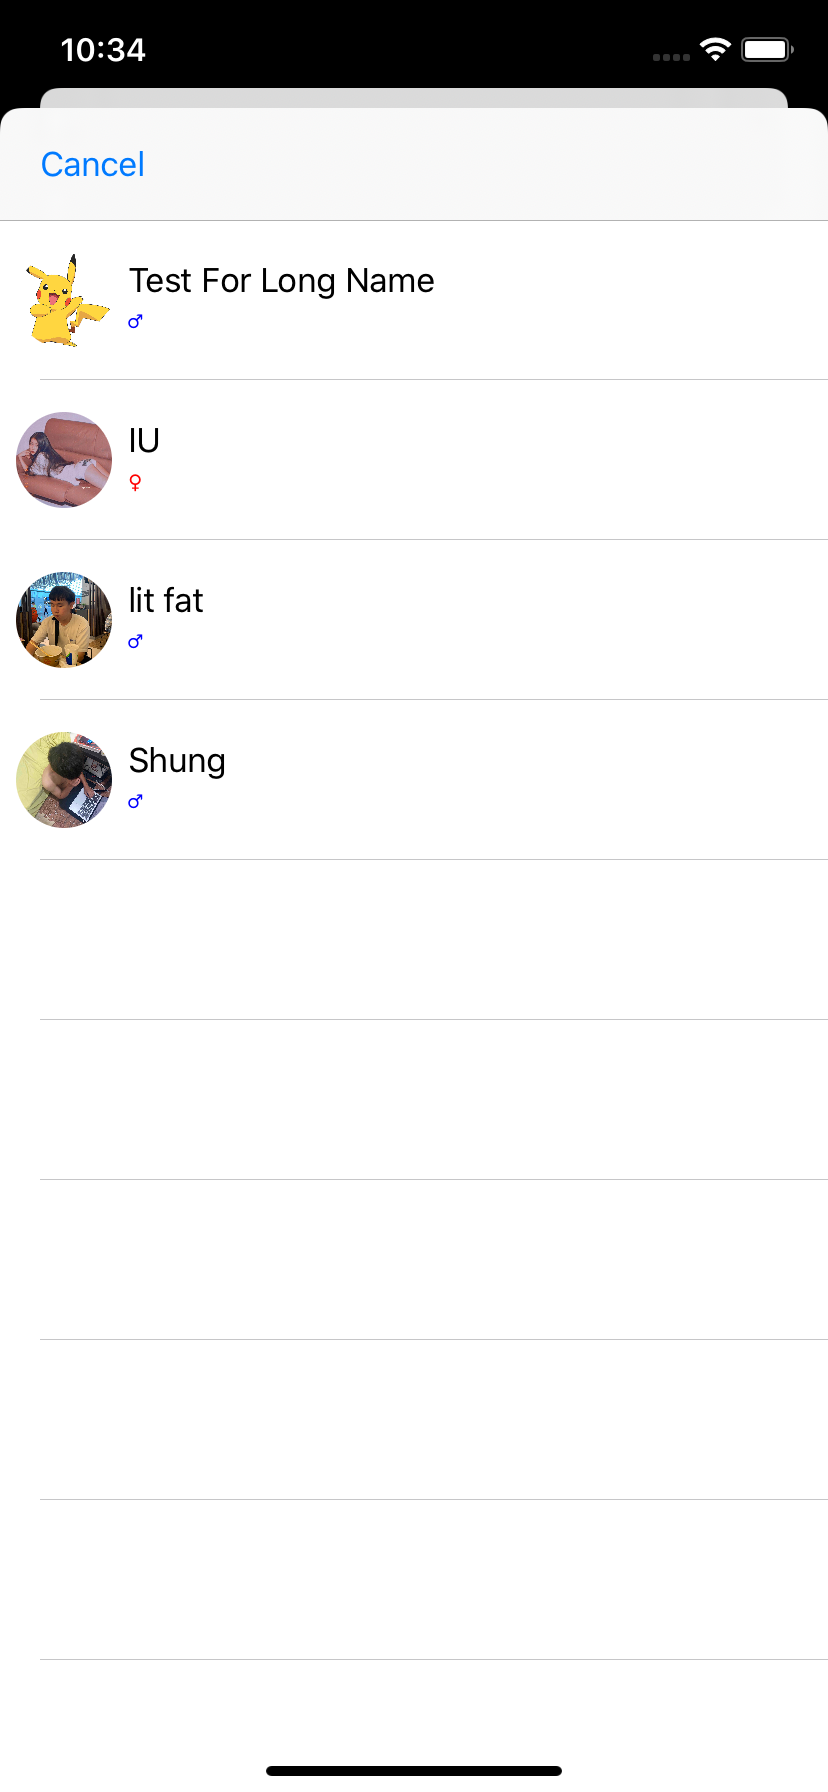 10:34
Cancel
Test For Long Name
♂
IU
♀
lit fat
♂
Shung
♂